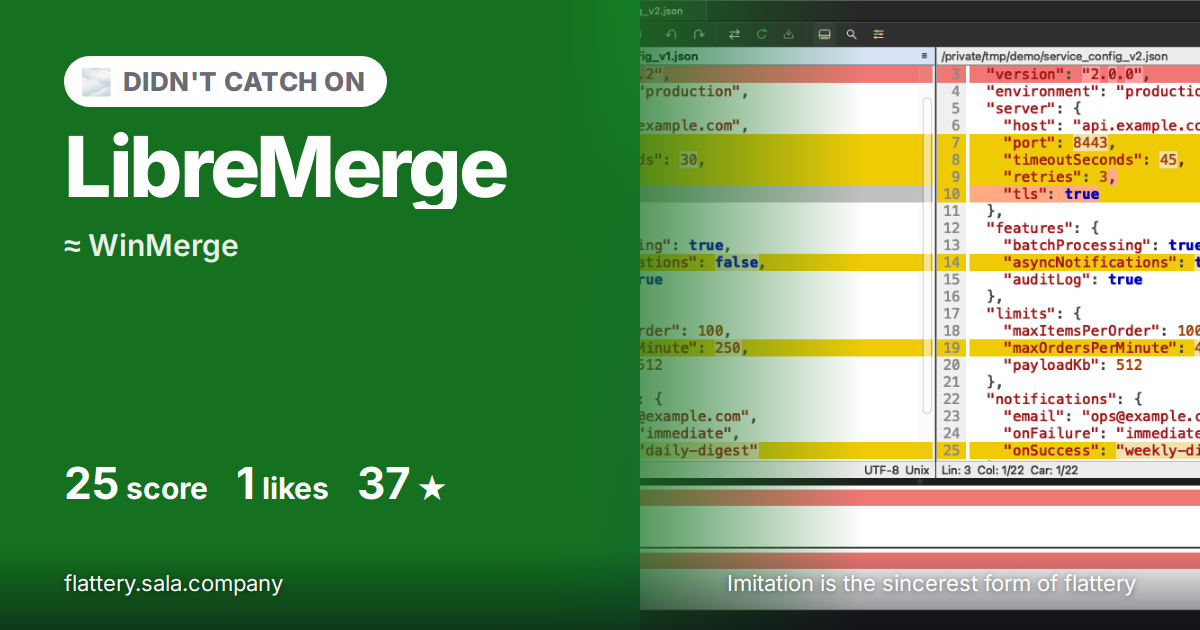 DIDN'T CATCH ON
LibreMerge
≈ WinMerge
25 score 1 likes 37 ★
flattery.sala.company
_v2.json
fig_v1.json
.2",
"production",
example.com",
ds": 30,
ing": true,
ations": false,
rue
rder": 100,
Minute": 250,
512
: {
@example.com",
"immediate",
"daily-digest"
UTF-8 Unix
/private/tmp/demo/service_config_v2.json
3 "version": "2.0.0",
4 "environment": "productio
5 "server": {
6 "host": "api.example.co
7 "port": 8443,
8 "timeoutSeconds": 45,
9 "retries": 3,
10 "tls": true
11 },
12 "features": {
13 "batchProcessing": true
14 "asyncNotifications": t
15 "auditLog": true
16 },
17 "limits": {
18 "maxItemsPerOrder": 100
19 "maxOrdersPerMinute": 4
20 "payloadKb": 512
21 },
22 "notifications": {
23 "email": "ops@example.c
24 "onFailure": "immediate
25 "onSuccess": "weekly-di
Lin: 3 Col: 1/22 Car: 1/22
Imitation is the sincerest form of flattery